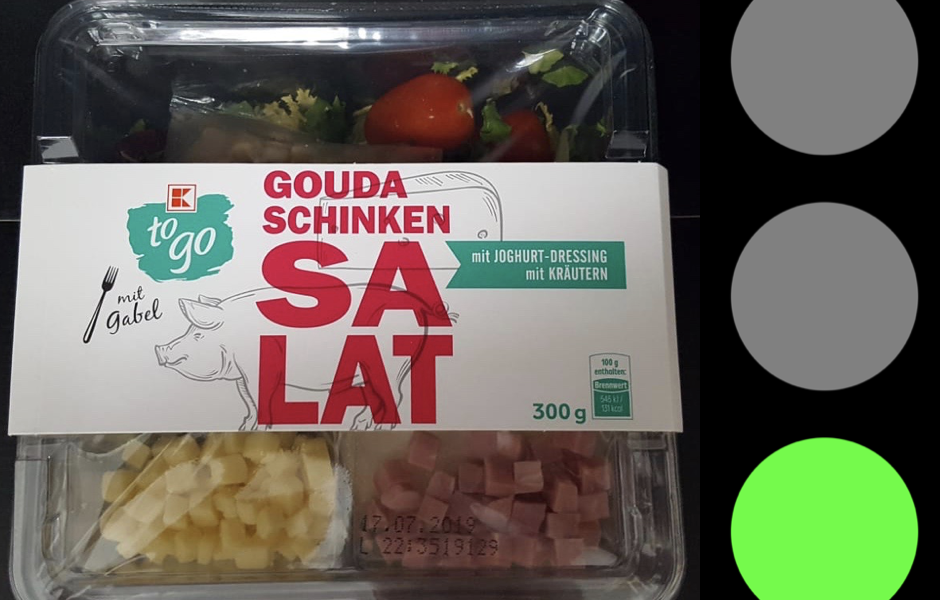 K
to
go
mit
Gabel
GOUDA
SCHINKEN
SA
LAT
mit JOGHURT-DRESSING
mit KRÄUTERN
300 g
100 g
enthalten:
Brennwert
546 kJ /
131 kcal
17.07.2019
L 22:3519129